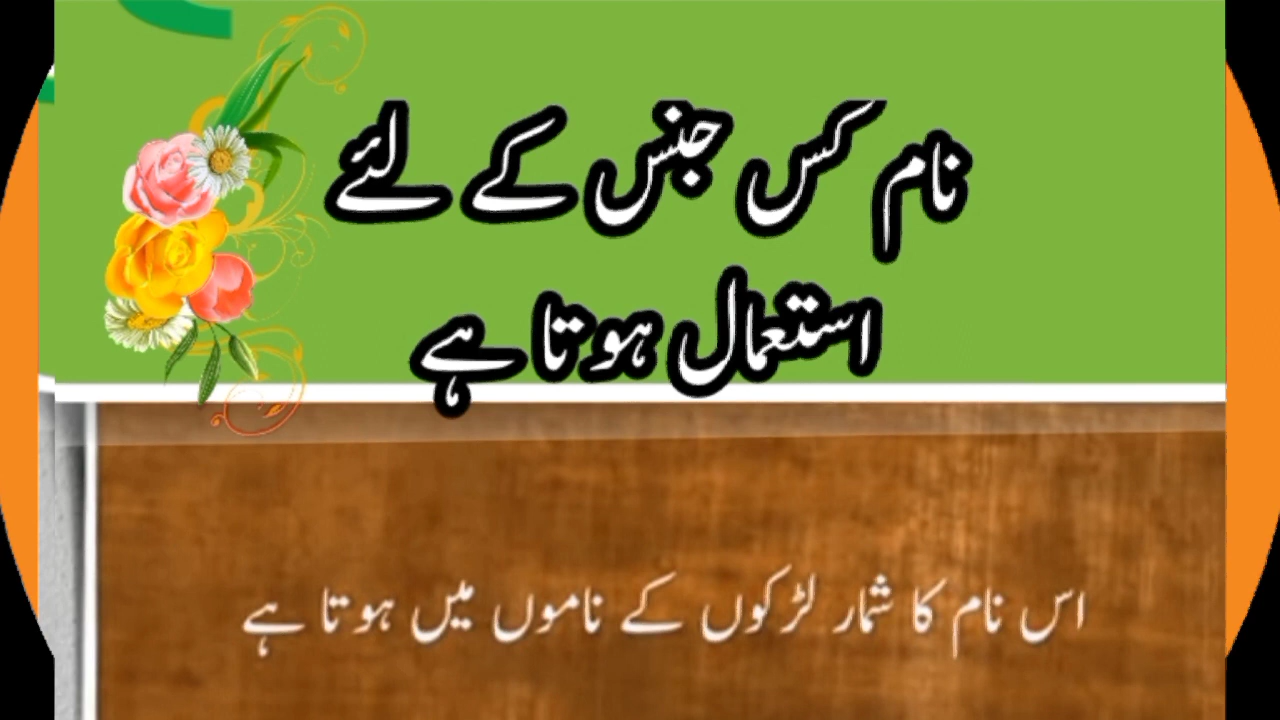 نام کس جنس کے لئے
استعمال ہوتا ہے
اس نام کا شمار لڑکوں کے ناموں میں ہوتا ہے